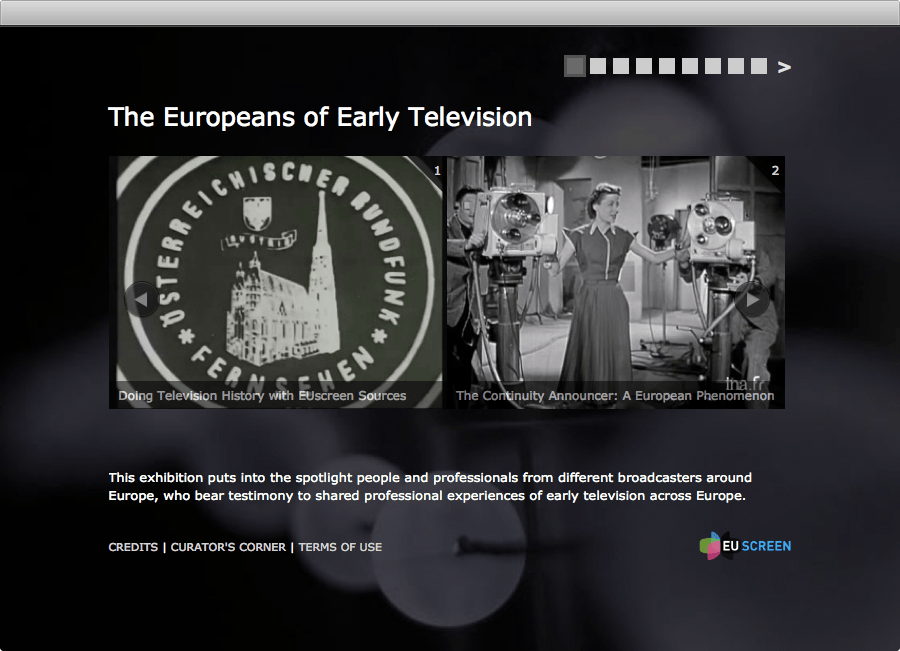 >
The Europeans of Early Television
1
2
ÖSTERREICHISCHER RUNDFUNK
* FERNSEHEN *
ina.fr
Doing Television History with EUscreen Sources
The Continuity Announcer: A European Phenomenon
This exhibition puts into the spotlight people and professionals from different broadcasters around
Europe, who bear testimony to shared professional experiences of early television across Europe.
CREDITS | CURATOR'S CORNER | TERMS OF USE
EU SCREEN